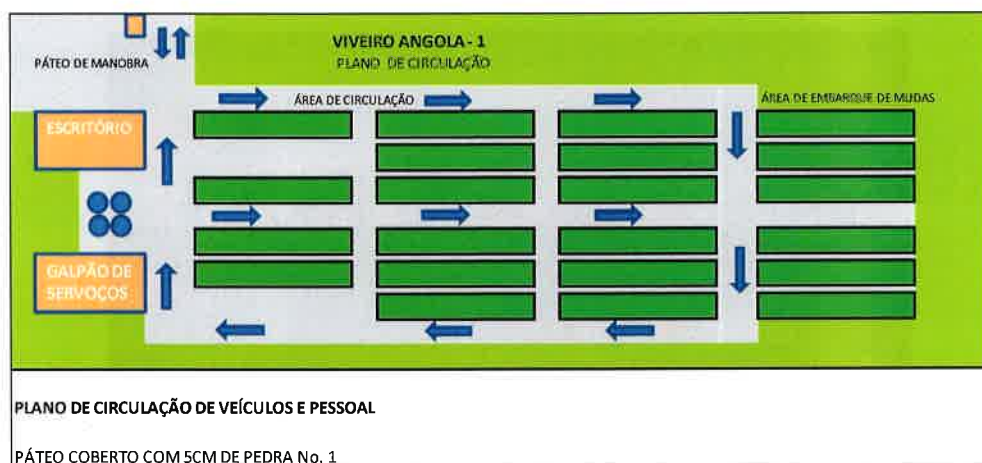 VIVEIRO ANGOLA - 1
PLANO DE CIRCULAÇÃO
PÁTEO DE MANOBRA
ÁREA DE CIRCULAÇÃO
ÁREA DE EMBARQUE DE MUDAS
ESCRITÓRIO
GALPÃO DE
SERVOÇOS
PLANO DE CIRCULAÇÃO DE VEÍCULOS E PESSOAL
PÁTEO COBERTO COM 5CM DE PEDRA No. 1